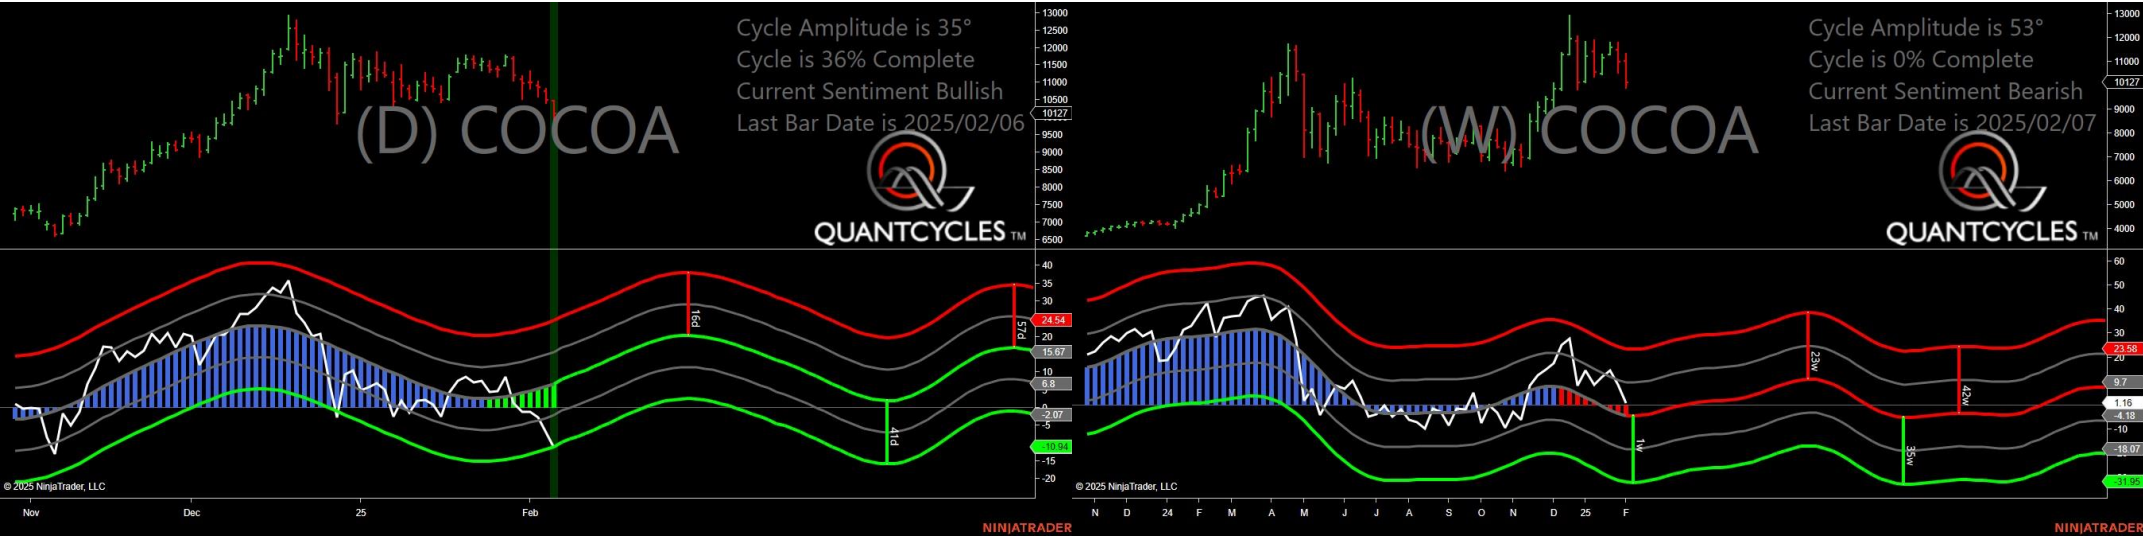 Cycle Amplitude is 35°
Cycle is 36% Complete
Current Sentiment Bullish
Last Bar Date is 2025/02/06
(D) COCOA
QUANTCYCLES TM
13000
12500
12000
11500
11000
10500
10127
9500
9000
8500
8000
7500
7000
6500
40
35
30
24.54
20
15.67
10
6.8
-2.07
-5
-10.94
-15
-20
16d
41d
57d
© 2025 NinjaTrader, LLC
Nov Dec 25 Feb
NINJATRADER
Cycle Amplitude is 53°
Cycle is 0% Complete
Current Sentiment Bearish
Last Bar Date is 2025/02/07
(W) COCOA
QUANTCYCLES TM
13000
12000
11000
10127
9000
8000
7000
6000
5000
4000
60
50
40
30
23.58
20
9.7
1.16
-4.18
-10
-18.07
-31.95
1w
23w
35w
42w
© 2025 NinjaTrader, LLC
N D 24 F M A M J J A S O N D 25 F
NINJATRADER